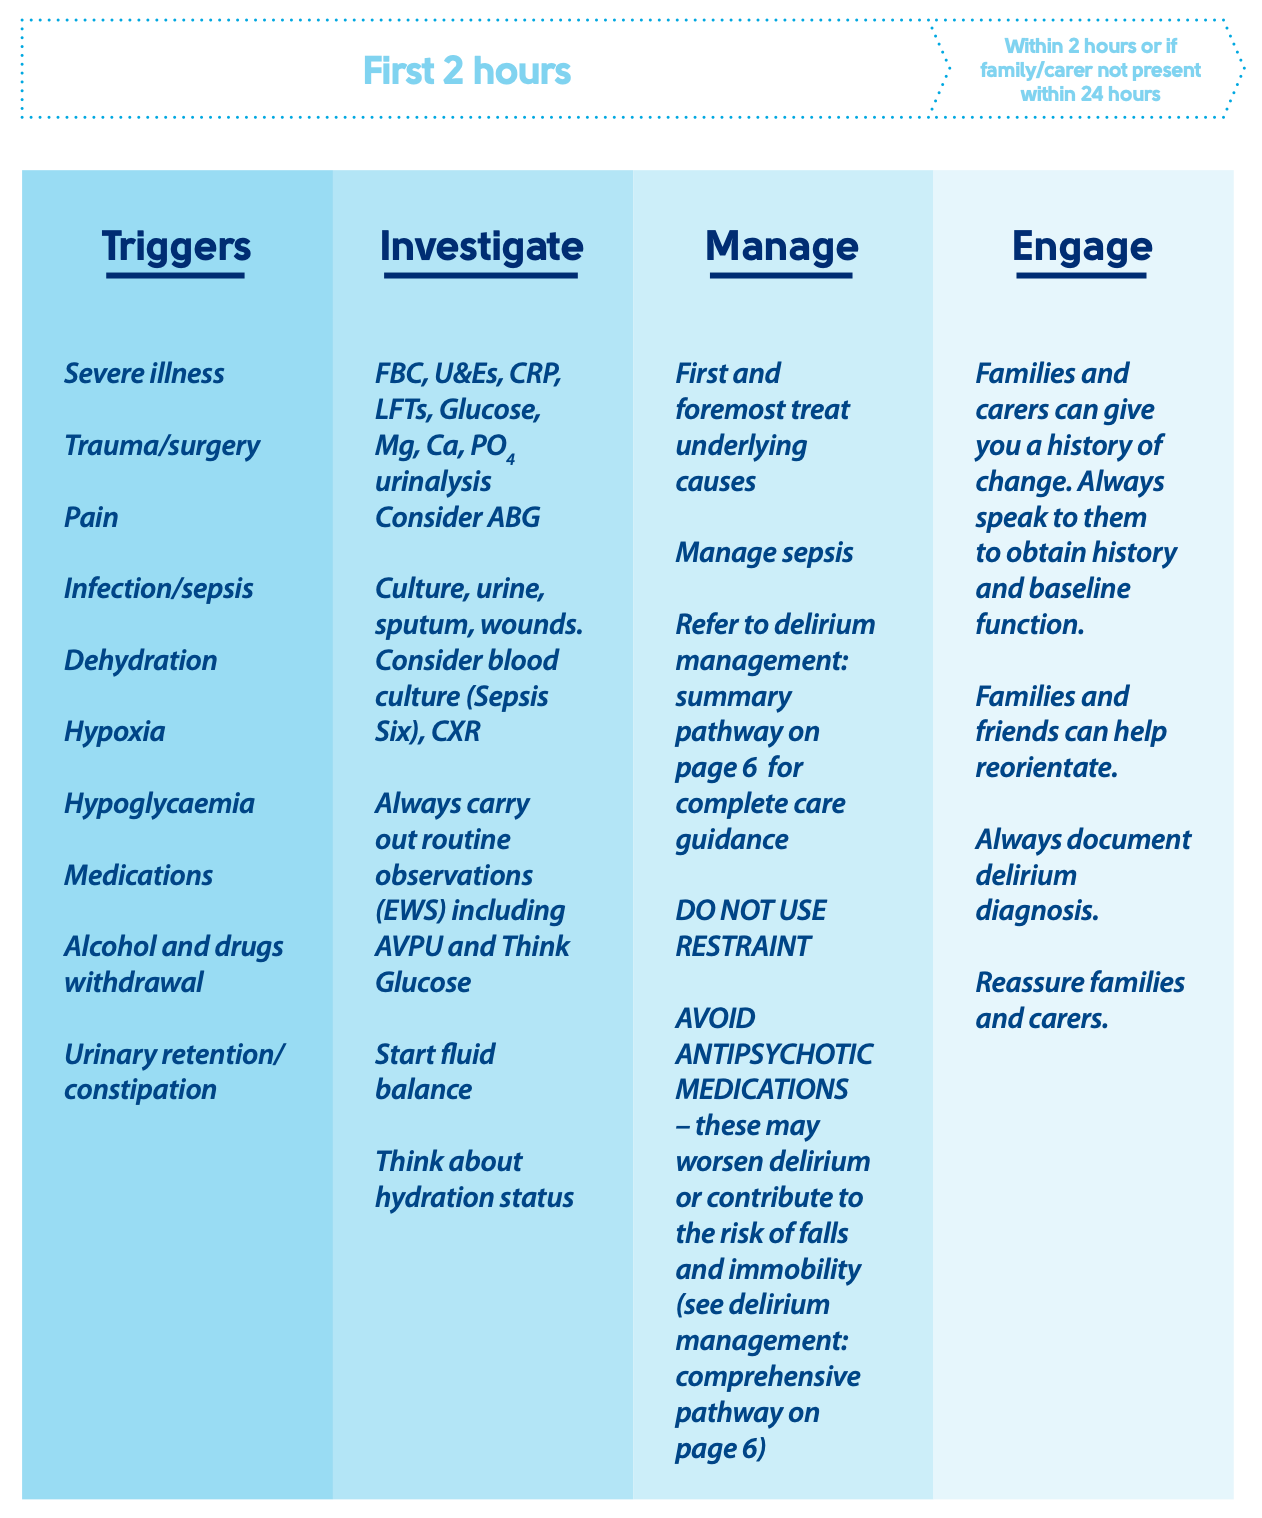 First 2 hours
Within 2 hours or if
family/carer not present
within 24 hours
Triggers
Severe illness
Trauma/surgery
Pain
Infection/sepsis
Dehydration
Hypoxia
Hypoglycaemia
Medications
Alcohol and drugs
withdrawal
Urinary retention/
constipation
Investigate
FBC, U&Es, CRP,
LFTs, Glucose,
Mg, Ca, PO4
urinalysis
Consider ABG
Culture, urine,
sputum, wounds.
Consider blood
culture (Sepsis
Six), CXR
Always carry
out routine
observations
(EWS) including
AVPU and Think
Glucose
Start fluid
balance
Think about
hydration status
Manage
First and
foremost treat
underlying
causes
Manage sepsis
Refer to delirium
management:
summary
pathway on
page 6 for
complete care
guidance
DO NOT USE
RESTRAINT
AVOID
ANTIPSYCHOTIC
MEDICATIONS
– these may
worsen delirium
or contribute to
the risk of falls
and immobility
(see delirium
management:
comprehensive
pathway on
page 6)
Engage
Families and
carers can give
you a history of
change. Always
speak to them
to obtain history
and baseline
function.
Families and
friends can help
reorientate.
Always document
delirium
diagnosis.
Reassure families
and carers.